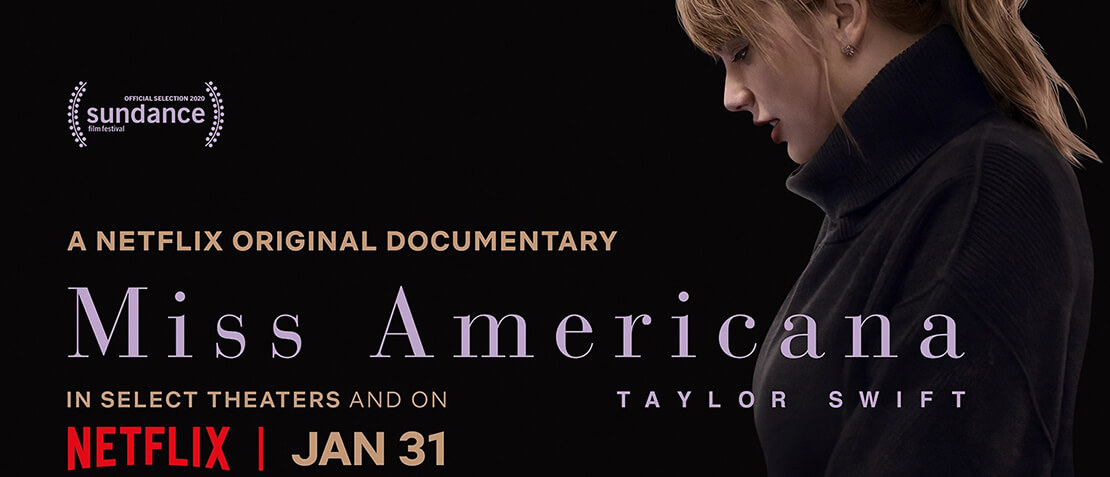 OFFICIAL SELECTION 2020
sundance
film festival
A NETFLIX ORIGINAL DOCUMENTARY
Miss Americana
IN SELECT THEATERS AND ON
TAYLOR SWIFT
NETFLIX | JAN 31